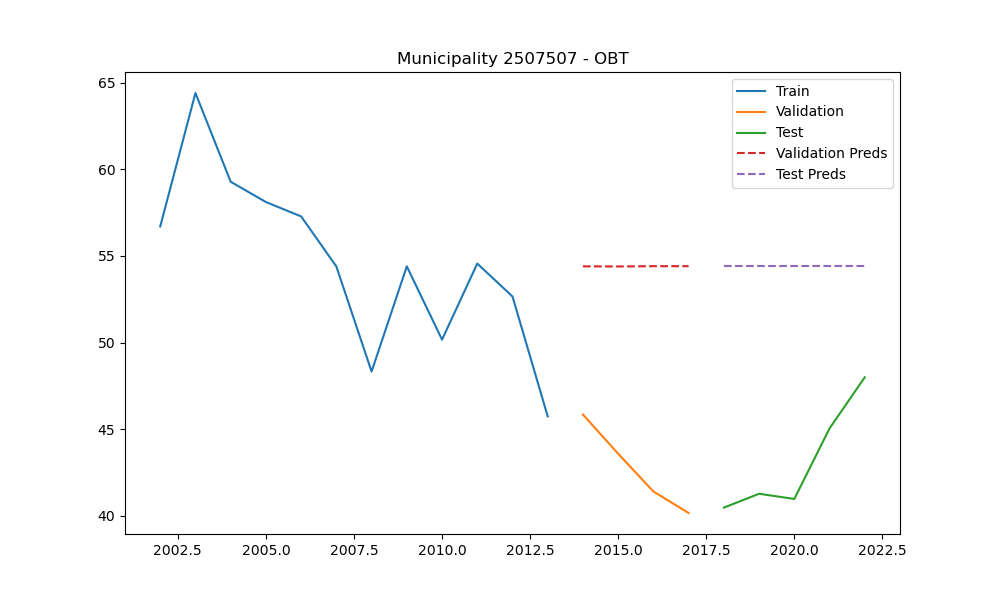 Municipality 2507507 - OBT
65
60
55
50
45
40
2002.5 2005.0 2007.5 2010.0 2012.5 2015.0 2017.5 2020.0 2022.5
Train
Validation
Test
Validation Preds
Test Preds